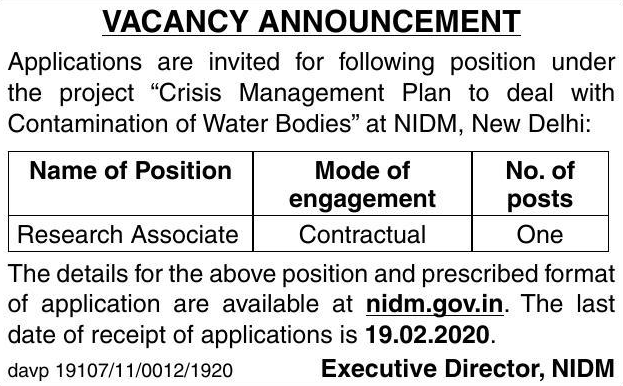 VACANCY ANNOUNCEMENT
Applications are invited for following position under
the project “Crisis Management Plan to deal with
Contamination of Water Bodies” at NIDM, New Delhi:
Name of Position Mode of engagement No. of posts
Research Associate Contractual One
The details for the above position and prescribed format
of application are available at nidm.gov.in. The last
date of receipt of applications is 19.02.2020.
davp 19107/11/0012/1920 Executive Director, NIDM